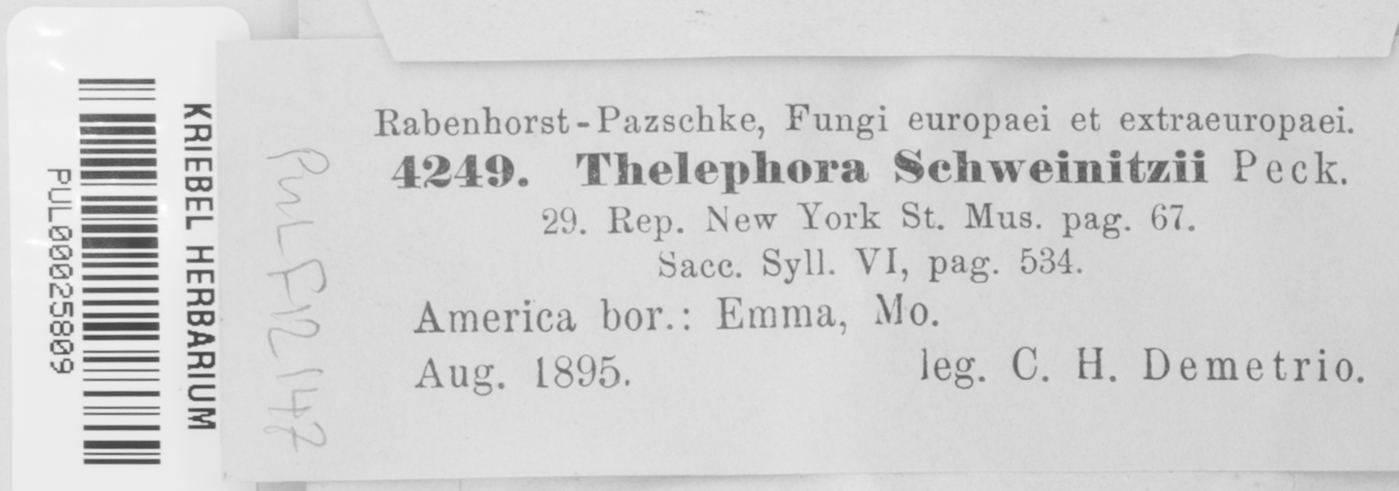 PUL00025809
KRIEBEL HERBARIUM
PUL F12147
Rabenhorst-Pazschke, Fungi europaei et extraeuropaei.
4249. Thelephora Schweinitzii Peck.
29. Rep. New York St. Mus. pag. 67.
Sacc. Syll. VI, pag. 534.
America bor.: Emma, Mo.
Aug. 1895. leg. C. H. Demetrio.